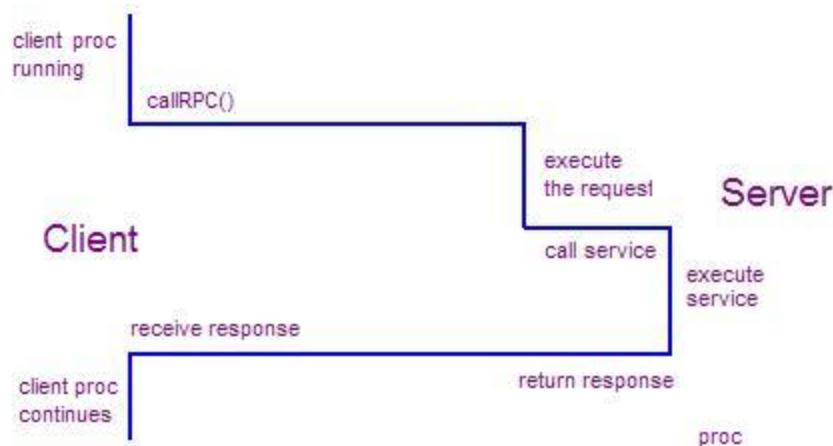 client proc
running
callRPC()
execute
the request
Server
Client
call service
execute
service
receive response
return response
client proc
continues
proc